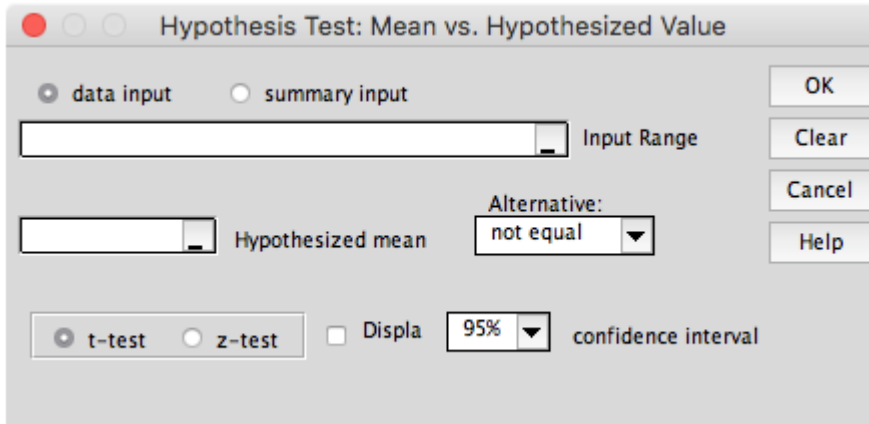 Hypothesis Test: Mean vs. Hypothesized Value
data input summary input
OK
Input Range
Clear
Cancel
Alternative:
Hypothesized mean not equal
Help
t-test z-test Displa 95% confidence interval